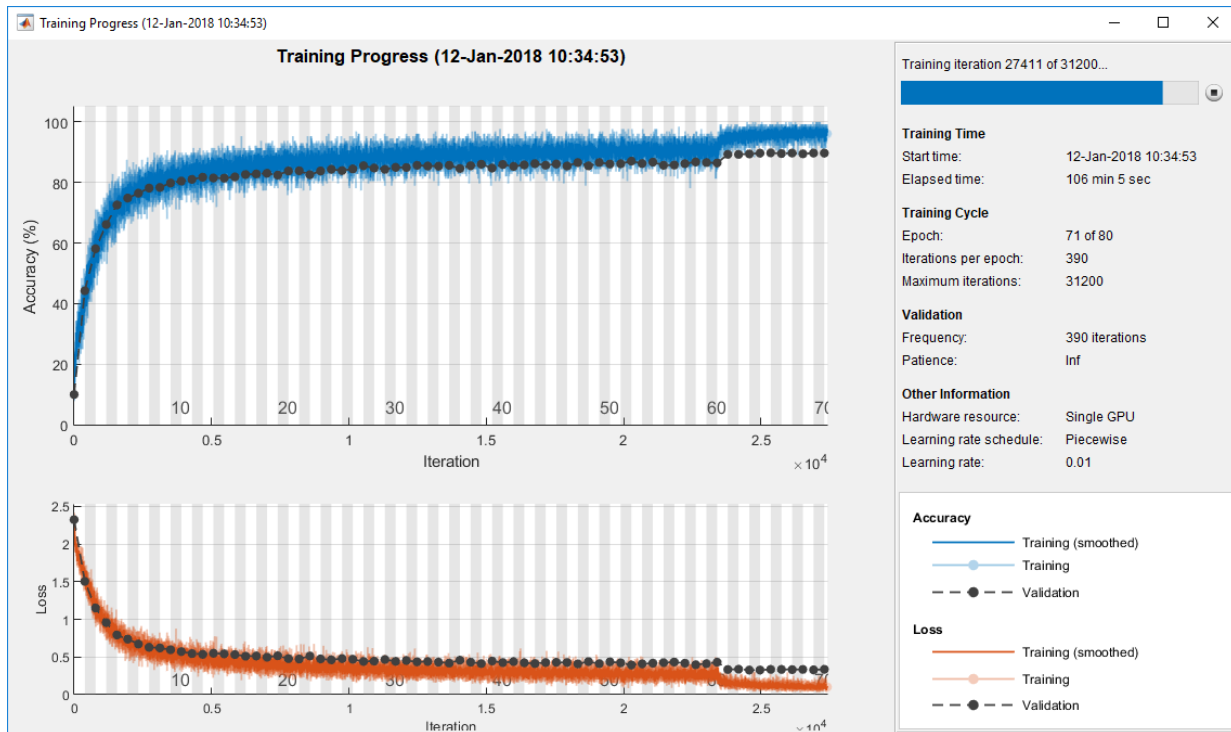 Training Progress (12-Jan-2018 10:34:53)
Training Progress (12-Jan-2018 10:34:53)
100
80
60
40
20
0
Accuracy (%)
10 20 30 40 50 60 70
0 0.5 1 1.5 2 2.5
×10⁴
Iteration
2.5
2
1.5
1
0.5
0
Loss
10 20 30 40 50 60 70
0 0.5 1 1.5 2 2.5
×10⁴
Iteration
Training iteration 27411 of 31200...
Training Time
Start time: 12-Jan-2018 10:34:53
Elapsed time: 106 min 5 sec
Training Cycle
Epoch: 71 of 80
Iterations per epoch: 390
Maximum iterations: 31200
Validation
Frequency: 390 iterations
Patience: Inf
Other Information
Hardware resource: Single GPU
Learning rate schedule: Piecewise
Learning rate: 0.01
Accuracy
Training (smoothed)
Training
Validation
Loss
Training (smoothed)
Training
Validation